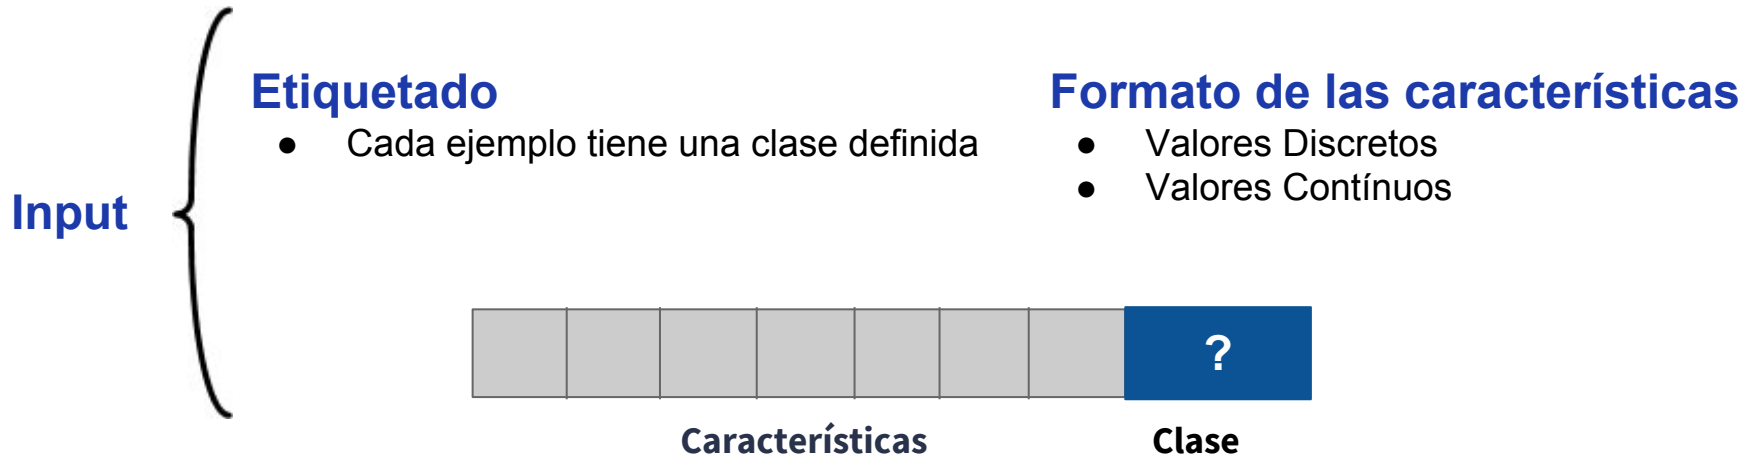 Input
Etiquetado
● Cada ejemplo tiene una clase definida
Formato de las características
● Valores Discretos
● Valores Contínuos
?
Características
Clase